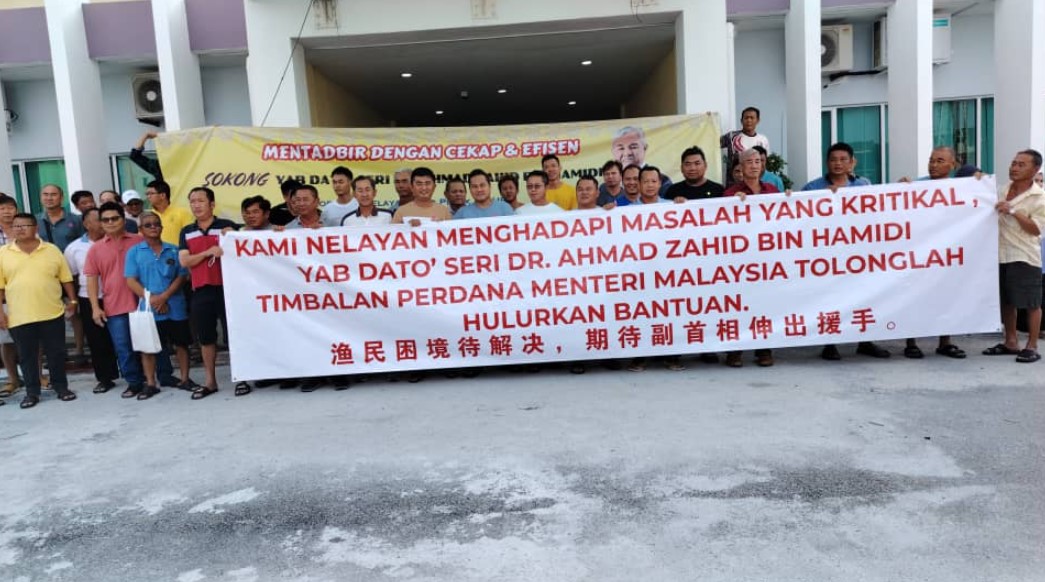 MENTADBIR DENGAN CEKAP & EFISEN
SOKONG YAB DATO
KAMI NELAYAN MENGHADAPI MASALAH YANG KRITIKAL,
YAB DATO' SERI DR. AHMAD ZAHID BIN HAMIDI
TIMBALAN PERDANA MENTERI MALAYSIA TOLONGLAH
HULURKAN BANTUAN.
渔民困境待解决，期待副首相伸出援手。